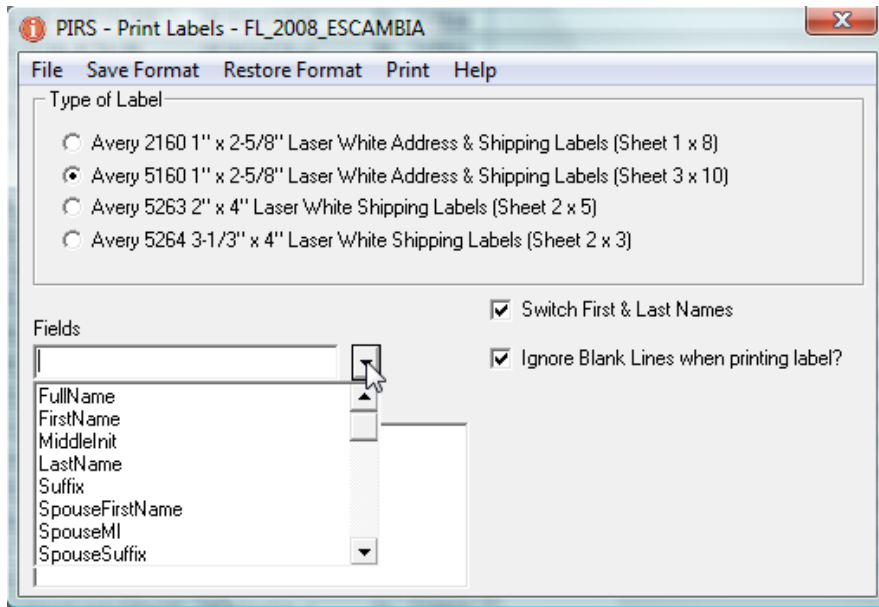 PIRS - Print Labels - FL_2008_ESCAMBIA
File Save Format Restore Format Print Help
Type of Label
Avery 2160 1" x 2-5/8" Laser White Address & Shipping Labels (Sheet 1 x 8)
Avery 5160 1" x 2-5/8" Laser White Address & Shipping Labels (Sheet 3 x 10)
Avery 5263 2" x 4" Laser White Shipping Labels (Sheet 2 x 5)
Avery 5264 3-1/3" x 4" Laser White Shipping Labels (Sheet 2 x 3)
Switch First & Last Names
Fields
Ignore Blank Lines when printing label?
FullName
FirstName
MiddleInit
LastName
Suffix
SpouseFirstName
SpouseMI
SpouseSuffix